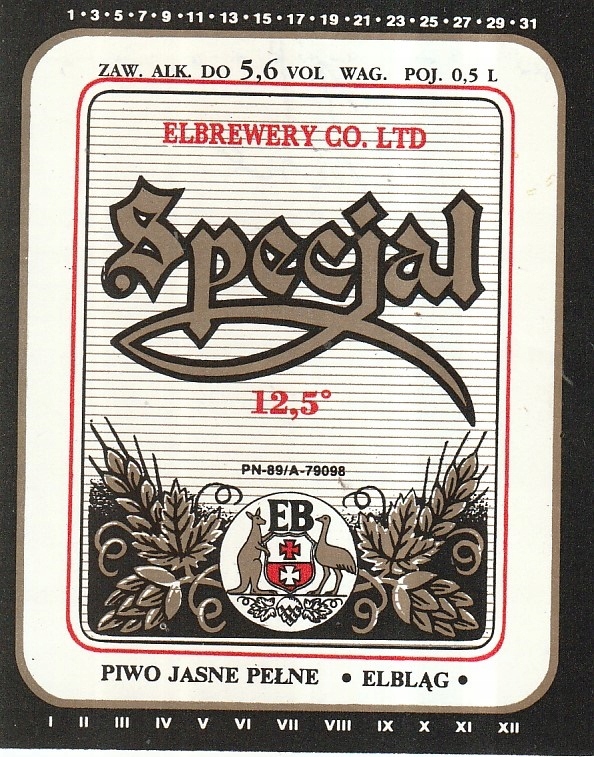 1 • 3 • 5 • 7 • 9 • 11 • 13 • 15 • 17 • 19 • 21 • 23 • 25 • 27 • 29 • 31
ZAW. ALK. DO 5,6 VOL WAG. POJ. 0,5 L
ELBREWERY CO. LTD
Specjal
12,5°
PN-89/A-79098
EB
PIWO JASNE PEŁNE • ELBLĄG •
I II III IV V VI VII VIII IX X XI XII